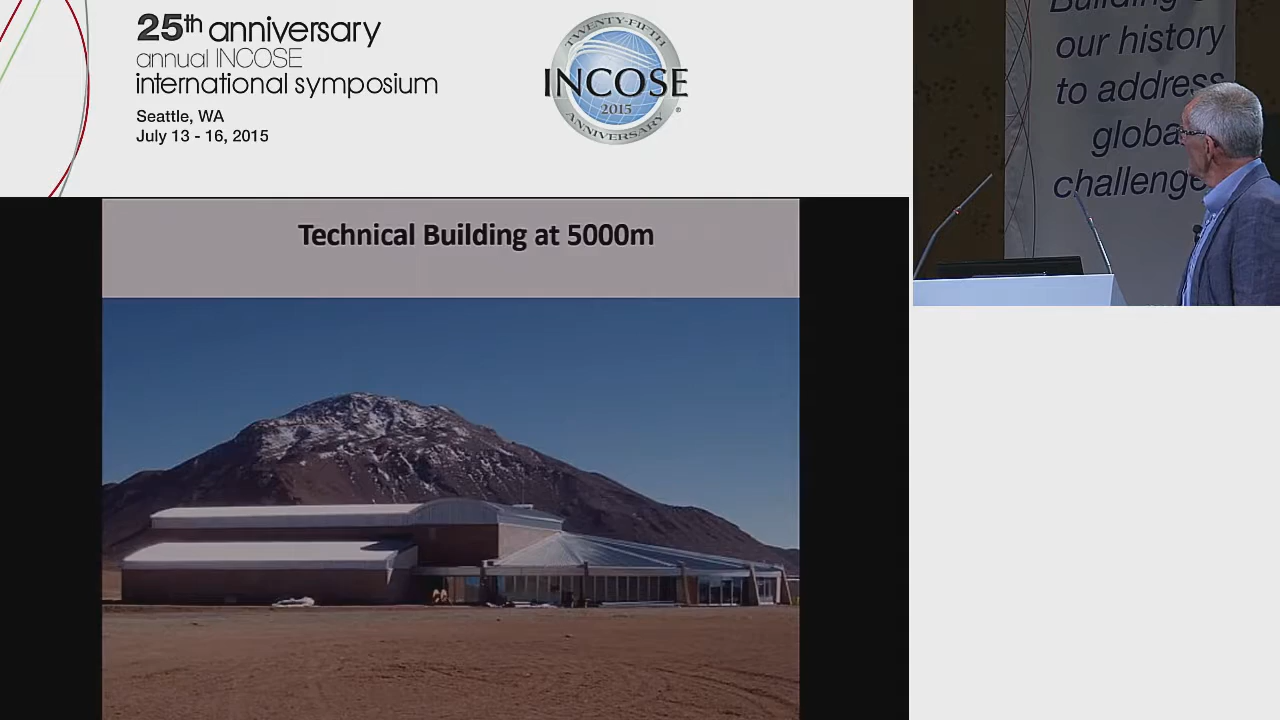 25th anniversary
annual INCOSE
international symposium
Seattle, WA
July 13 - 16, 2015
TWENTY-FIFTH
INCOSE
2015
ANNIVERSARY
®
Technical Building at 5000m
Building
our history
to address
challenge